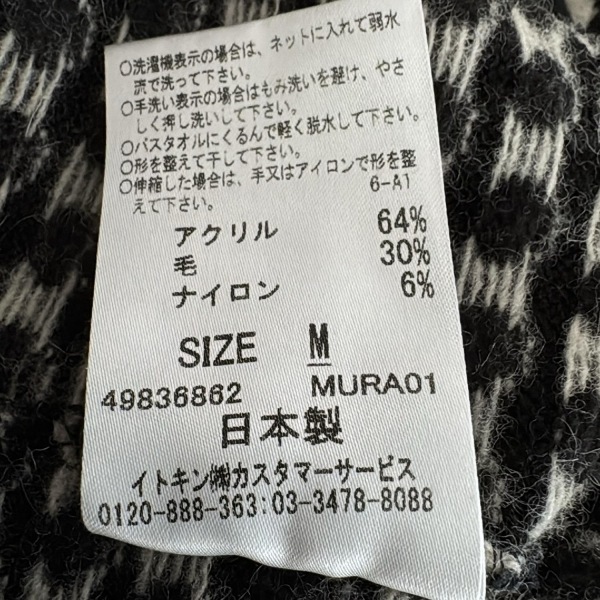 ○洗濯機表示の場合は、ネットに入れて弱水
流で洗って下さい。
○手洗い表示の場合はもみ洗いを避け、やさ
しく押し洗いして下さい。
○バスタオルにくるんで軽く脱水して下さい。
○形を整えて干して下さい。
○伸縮した場合は、手又はアイロンで形を整
えて下さい。
6-A1
アクリル 64%
毛 30%
ナイロン 6%
SIZE M
49836862 MURA01
日本製
イトキン㈱カスタマーサービス
0120-888-363:03-3478-8088